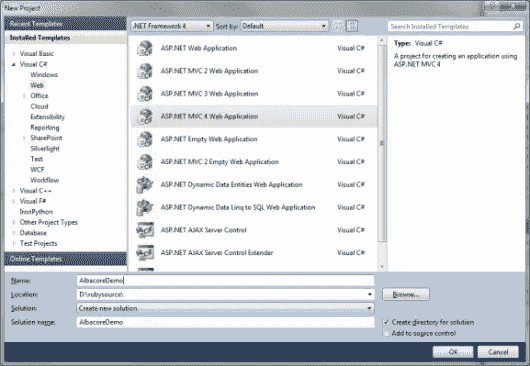 New Project
Recent Templates
Installed Templates
Visual Basic
Visual C#
Windows
Web
Office
Cloud
Extensibility
Reporting
SharePoint
Silverlight
Test
WCF
Workflow
Visual C++
Visual F#
IronPython
Other Project Types
Database
Test Projects
Online Templates
.NET Framework 4
Sort by: Default
ASP.NET Web Application Visual C#
ASP.NET MVC 2 Web Application Visual C#
ASP.NET MVC 3 Web Application Visual C#
ASP.NET MVC 4 Web Application Visual C#
ASP.NET Empty Web Application Visual C#
ASP.NET MVC 2 Empty Web Application Visual C#
ASP.NET Dynamic Data Entities Web Application Visual C#
ASP.NET Dynamic Data Linq to SQL Web Application Visual C#
ASP.NET AJAX Server Control Visual C#
ASP.NET AJAX Server Control Extender Visual C#
Search Installed Templates
Type: Visual C#
A project for creating an application using
ASP.NET MVC 4
Name: AlbacoreDemo
Location: D:\rubysource\
Browse...
Solution: Create new solution
Solution name: AlbacoreDemo
Create directory for solution
Add to source control
OK
Cancel